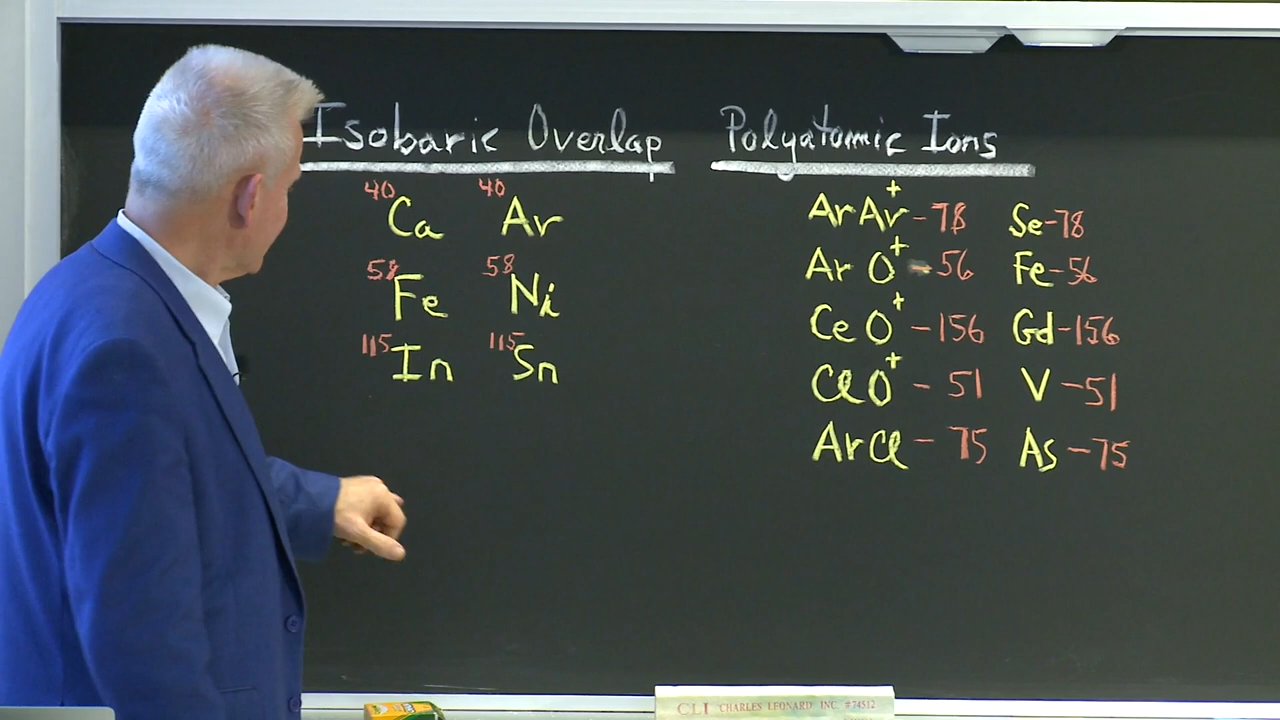 Isobaric Overlap
40Ca 40Ar
58Fe 58Ni
115In 115Sn
Polyatomic Ions
ArAr+ - 78 Se - 78
ArO+ - 56 Fe - 56
CeO+ - 156 Gd - 156
ClO+ - 51 V - 51
ArCl - 75 As - 75
CLI CHARLES LEONARD INC. #74512